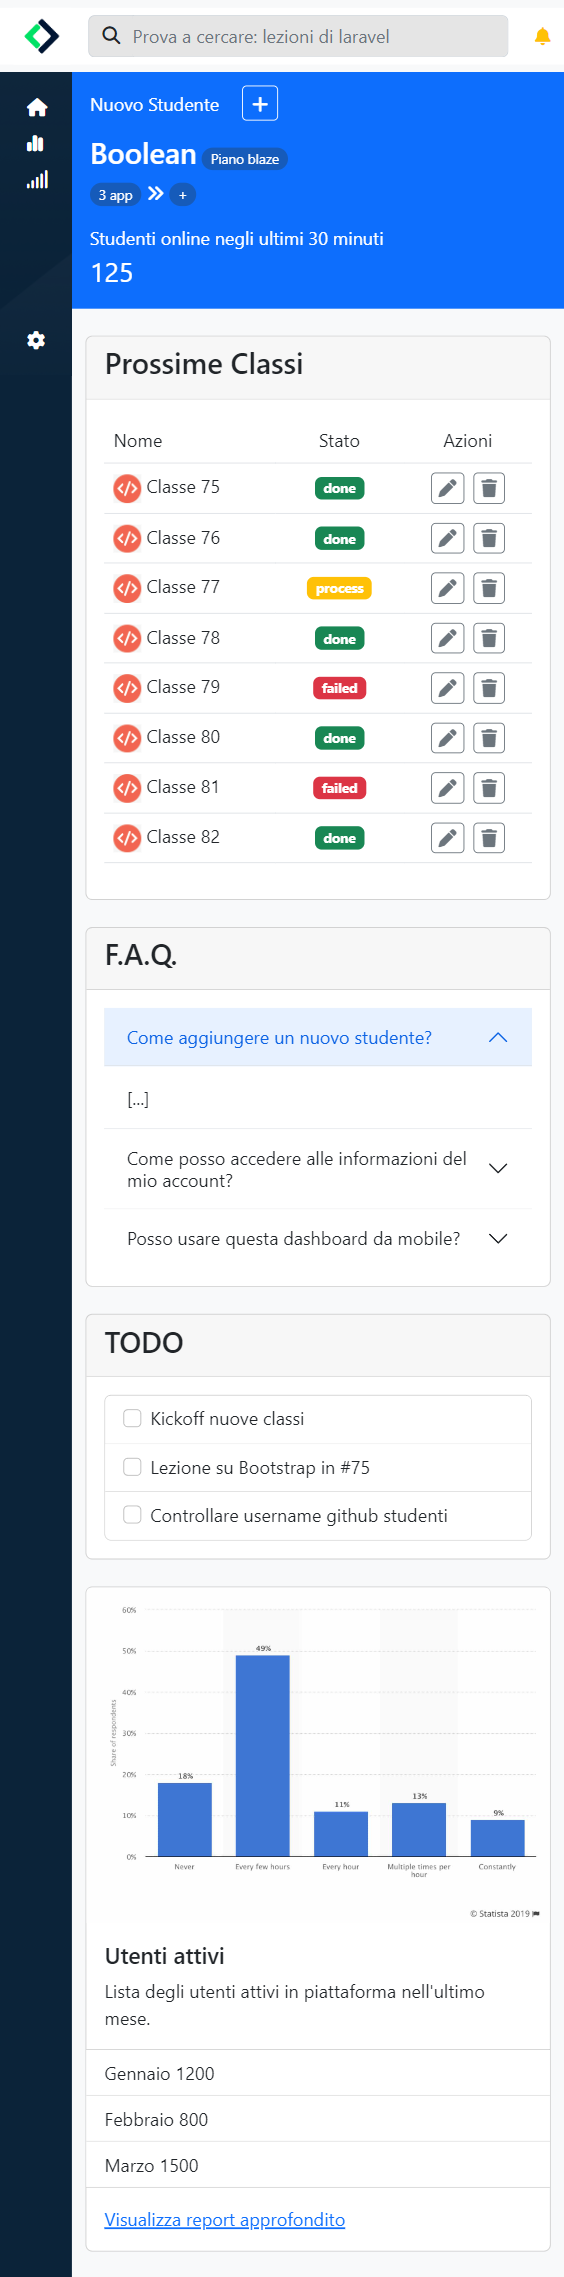 Prova a cercare: lezioni di laravel
Nuovo Studente +
Boolean Piano blaze
3 app +
Studenti online negli ultimi 30 minuti
125
Prossime Classi
Nome Stato Azioni
Classe 75 done
Classe 76 done
Classe 77 process
Classe 78 done
Classe 79 failed
Classe 80 done
Classe 81 failed
Classe 82 done
F.A.Q.
Come aggiungere un nuovo studente?
[...]
Come posso accedere alle informazioni del
mio account?
Posso usare questa dashboard da mobile?
TODO
Kickoff nuove classi
Lezione su Bootstrap in #75
Controllare username github studenti
Share of respondents
60%
50%
40%
30%
20%
10%
0%
18%
49%
11%
13%
9%
Never
Every few hours
Every hour
Multiple times per
hour
Constantly
© Statista 2019
Utenti attivi
Lista degli utenti attivi in piattaforma nell'ultimo
mese.
Gennaio 1200
Febbraio 800
Marzo 1500
Visualizza report approfondito